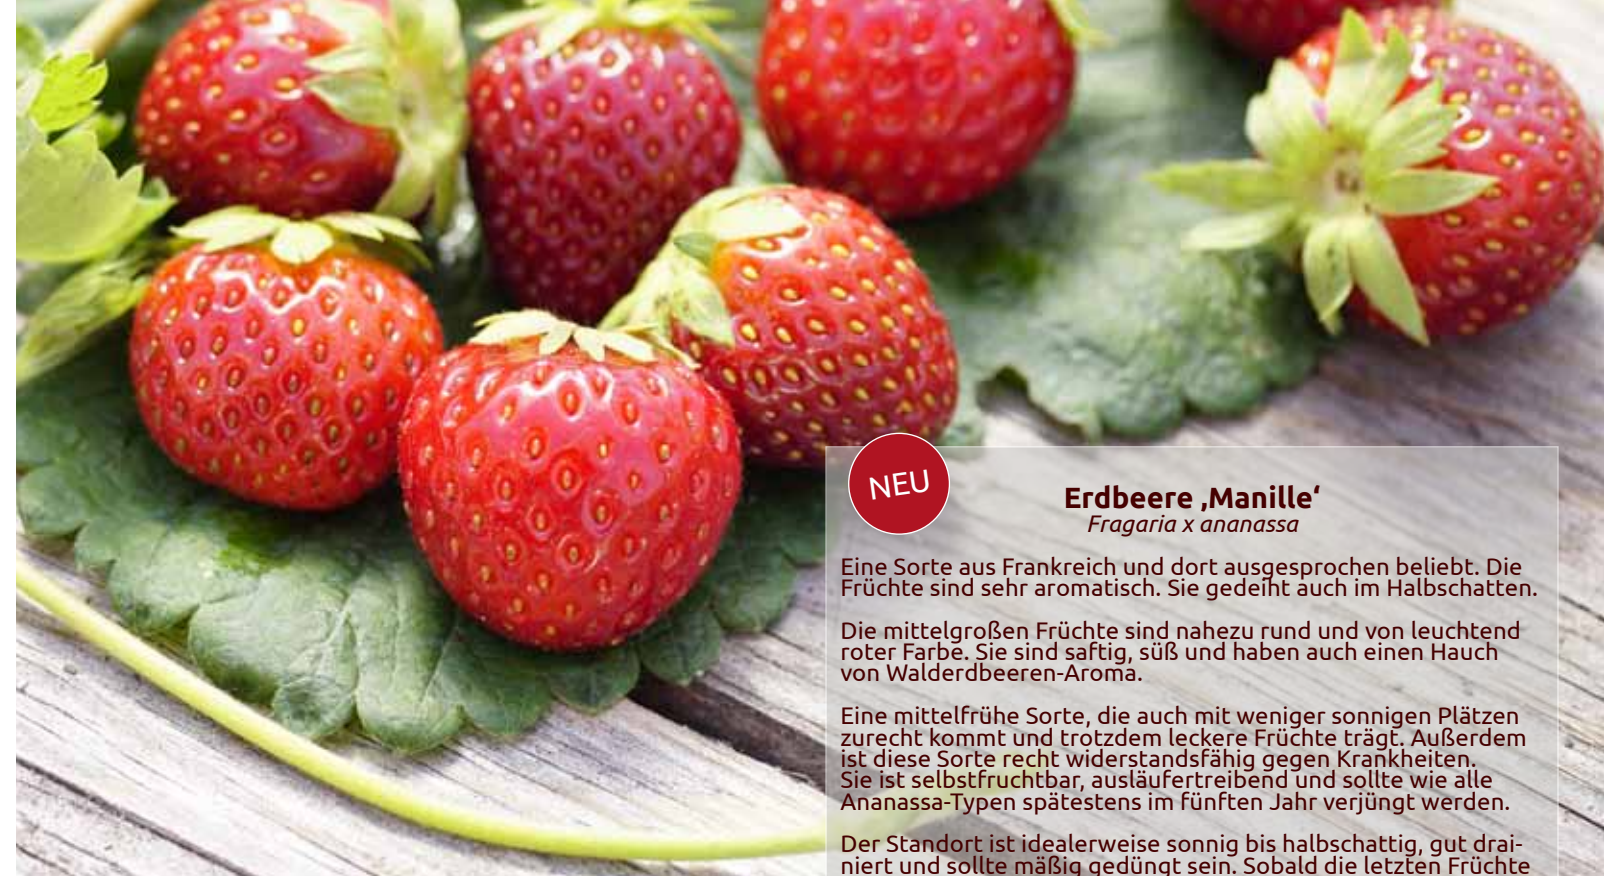 NEU
Erdbeere ‚Manille‘
Fragaria x ananassa
Eine Sorte aus Frankreich und dort ausgesprochen beliebt. Die
Früchte sind sehr aromatisch. Sie gedeiht auch im Halbschatten.
Die mittelgroßen Früchte sind nahezu rund und von leuchtend
roter Farbe. Sie sind saftig, süß und haben auch einen Hauch
von Walderdbeeren-Aroma.
Eine mittelfrühe Sorte, die auch mit weniger sonnigen Plätzen
zurecht kommt und trotzdem leckere Früchte trägt. Außerdem
ist diese Sorte recht widerstandsfähig gegen Krankheiten.
Sie ist selbstfruchtbar, ausläufertreibend und sollte wie alle
Ananassa-Typen spätestens im fünften Jahr verjüngt werden.
Der Standort ist idealerweise sonnig bis halbschattig, gut drai-
niert und sollte mäßig gedüngt sein. Sobald die letzten Früchte